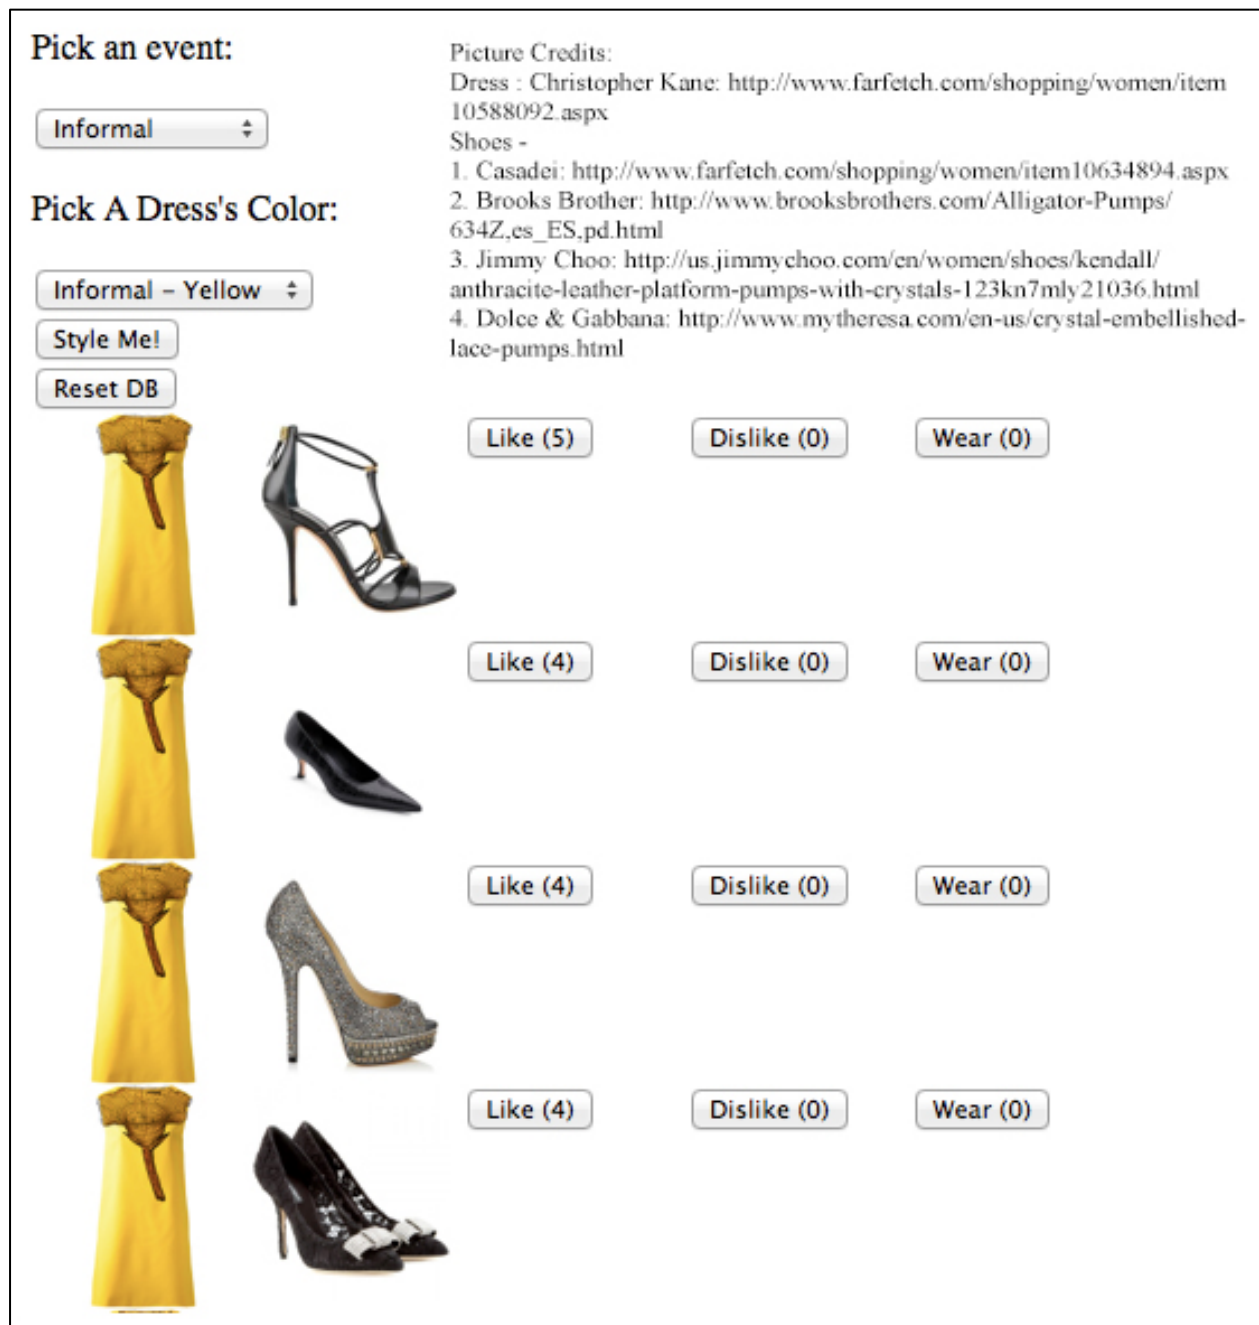 Pick an event:
Informal
Pick A Dress's Color:
Informal – Yellow
Style Me!
Reset DB
Picture Credits:
Dress : Christopher Kane: http://www.farfetch.com/shopping/women/item
10588092.aspx
Shoes -
1. Casadei: http://www.farfetch.com/shopping/women/item10634894.aspx
2. Brooks Brother: http://www.brooksbrothers.com/Alligator-Pumps/
634Z,es_ES,pd.html
3. Jimmy Choo: http://us.jimmychoo.com/en/women/shoes/kendall/
anthracite-leather-platform-pumps-with-crystals-123kn7mly21036.html
4. Dolce & Gabbana: http://www.mytheresa.com/en-us/crystal-embellished-
lace-pumps.html
Like (5) Dislike (0) Wear (0)
Like (4) Dislike (0) Wear (0)
Like (4) Dislike (0) Wear (0)
Like (4) Dislike (0) Wear (0)